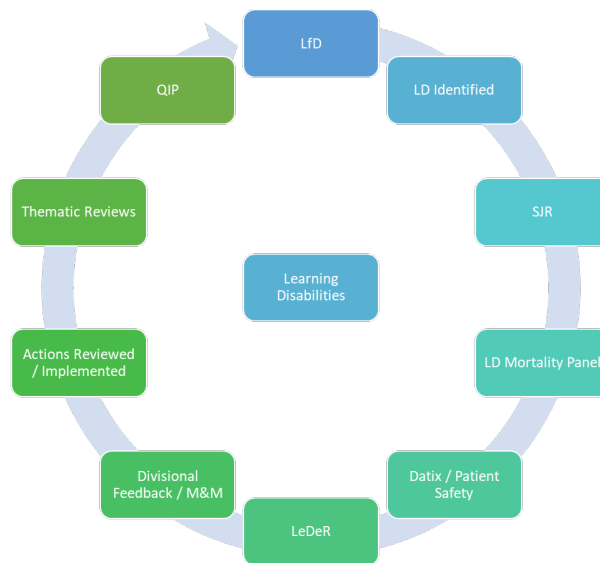 LfD
LD Identified
SJR
LD Mortality Panel
Datix / Patient
Safety
LeDeR
Divisional
Feedback / M&M
Actions Reviewed
/ Implemented
Thematic Reviews
QIP
Learning
Disabilities